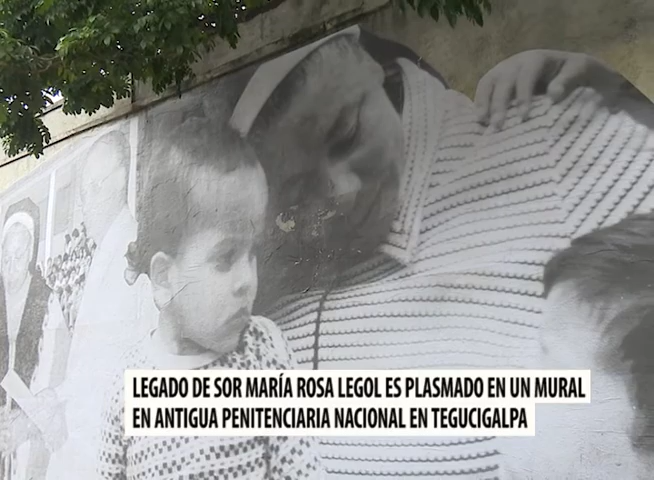 LEGADO DE SOR MARÍA ROSA LEGOL ES PLASMADO EN UN MURAL
EN ANTIGUA PENITENCIARIA NACIONAL EN TEGUCIGALPA